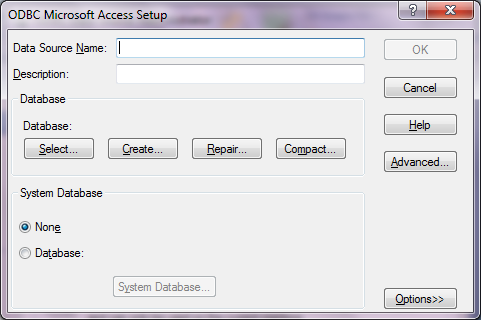 ODBC Microsoft Access Setup
Data Source Name:
OK
Description:
Cancel
Database
Database:
Help
Select... Create... Repair... Compact...
Advanced...
System Database
None
Database:
System Database...
Options>>